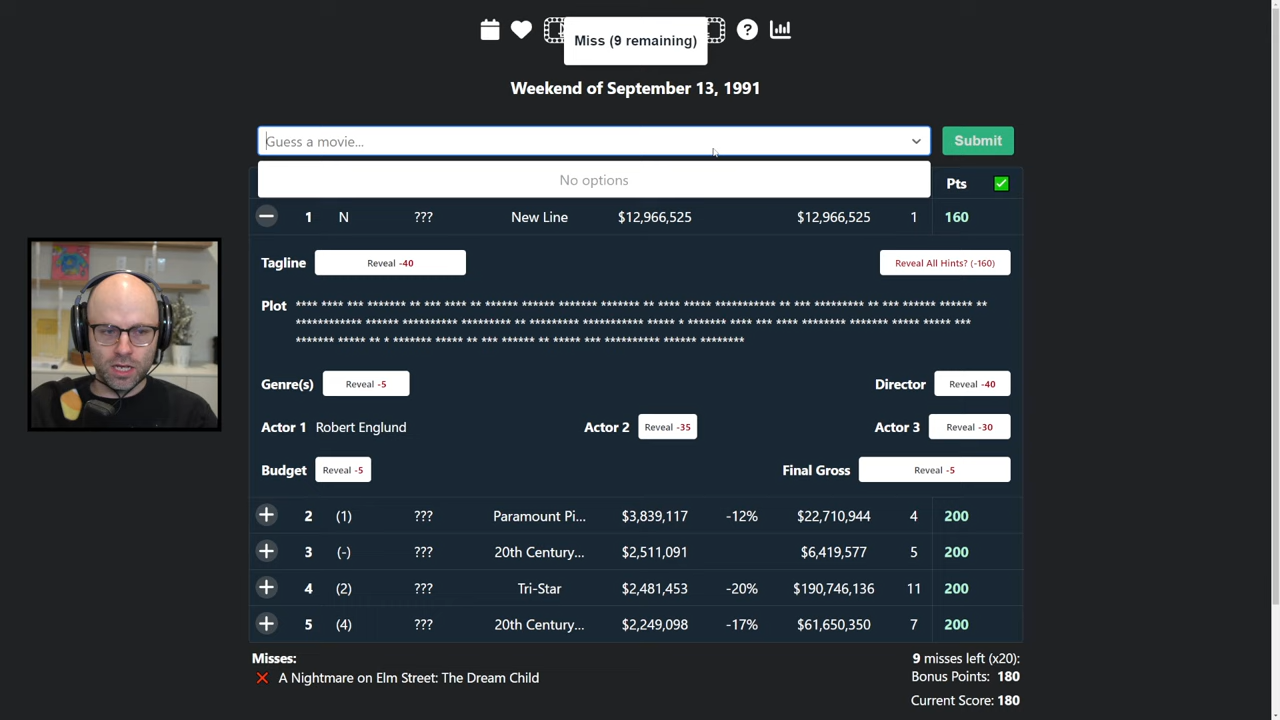 Miss (9 remaining)
Weekend of September 13, 1991
Guess a movie... Submit
No options Pts
1 N ??? New Line $12,966,525 $12,966,525 1 160
Tagline Reveal -40 Reveal All Hints? (-160)
Plot **** **** *** ******* ** *** **** ** ****** ****** ******* ******* ** **** ***** *********** ** *** ********* ** *** ****** ****** **
************ ****** ********* ********* ** ********* ************ ***** * ******* **** *** **** ******** ******* ***** ***** ***
******* ***** ** * ******* ***** ** *** ****** ** ***** *** ********** ****** ********
Genre(s) Reveal -5 Director Reveal -40
Actor 1 Robert Englund Actor 2 Reveal -35 Actor 3 Reveal -30
Budget Reveal -5 Final Gross Reveal -5
2 (1) ??? Paramount Pi... $3,839,117 -12% $22,710,944 4 200
3 (-) ??? 20th Century... $2,511,091 $6,419,577 5 200
4 (2) ??? Tri-Star $2,481,453 -20% $190,746,136 11 200
5 (4) ??? 20th Century... $2,249,098 -17% $61,650,350 7 200
Misses: 9 misses left (x20):
A Nightmare on Elm Street: The Dream Child Bonus Points: 180
Current Score: 180